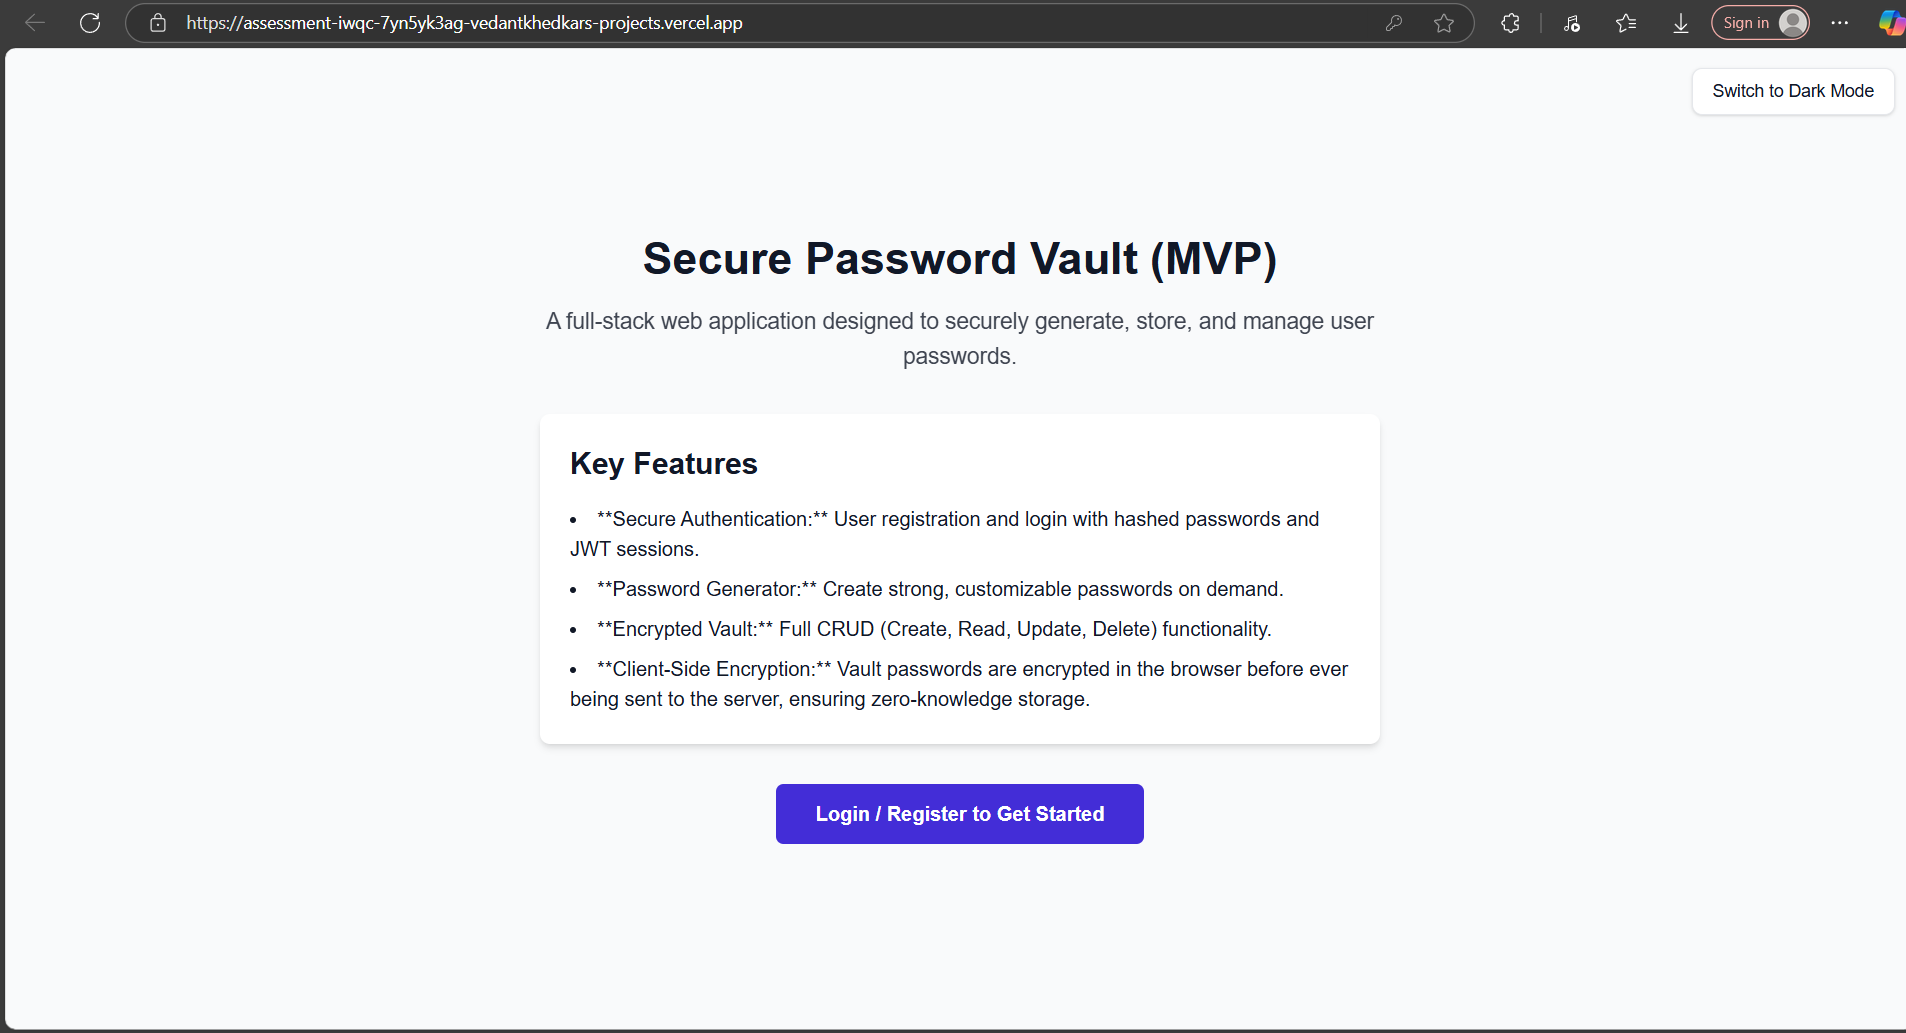 https://assessment-iwqc-7yn5yk3ag-vedantkhedkars-projects.vercel.app
Sign in
Switch to Dark Mode
Secure Password Vault (MVP)
A full-stack web application designed to securely generate, store, and manage user
passwords.
Key Features
• **Secure Authentication:** User registration and login with hashed passwords and
JWT sessions.
• **Password Generator:** Create strong, customizable passwords on demand.
• **Encrypted Vault:** Full CRUD (Create, Read, Update, Delete) functionality.
• **Client-Side Encryption:** Vault passwords are encrypted in the browser before ever
being sent to the server, ensuring zero-knowledge storage.
Login / Register to Get Started